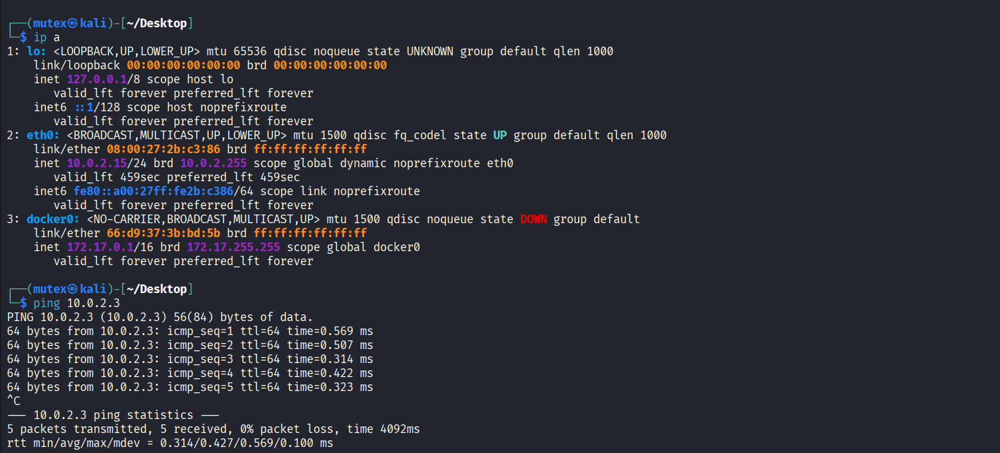 ┌──(mutex㉿kali)-[~/Desktop]
└─$ ip a
1: lo: <LOOPBACK,UP,LOWER_UP> mtu 65536 qdisc noqueue state UNKNOWN group default qlen 1000
    link/loopback 00:00:00:00:00:00 brd 00:00:00:00:00:00
    inet 127.0.0.1/8 scope host lo
       valid_lft forever preferred_lft forever
    inet6 ::1/128 scope host noprefixroute
       valid_lft forever preferred_lft forever
2: eth0: <BROADCAST,MULTICAST,UP,LOWER_UP> mtu 1500 qdisc fq_codel state UP group default qlen 1000
    link/ether 08:00:27:2b:c3:86 brd ff:ff:ff:ff:ff:ff
    inet 10.0.2.15/24 brd 10.0.2.255 scope global dynamic noprefixroute eth0
       valid_lft 459sec preferred_lft 459sec
    inet6 fe80::a00:27ff:fe2b:c386/64 scope link noprefixroute
       valid_lft forever preferred_lft forever
3: docker0: <NO-CARRIER,BROADCAST,MULTICAST,UP> mtu 1500 qdisc noqueue state DOWN group default
    link/ether 66:d9:37:3b:bd:5b brd ff:ff:ff:ff:ff:ff
    inet 172.17.0.1/16 brd 172.17.255.255 scope global docker0
       valid_lft forever preferred_lft forever
┌──(mutex㉿kali)-[~/Desktop]
└─$ ping 10.0.2.3
PING 10.0.2.3 (10.0.2.3) 56(84) bytes of data.
64 bytes from 10.0.2.3: icmp_seq=1 ttl=64 time=0.569 ms
64 bytes from 10.0.2.3: icmp_seq=2 ttl=64 time=0.507 ms
64 bytes from 10.0.2.3: icmp_seq=3 ttl=64 time=0.314 ms
64 bytes from 10.0.2.3: icmp_seq=4 ttl=64 time=0.422 ms
64 bytes from 10.0.2.3: icmp_seq=5 ttl=64 time=0.323 ms
^C
--- 10.0.2.3 ping statistics ---
5 packets transmitted, 5 received, 0% packet loss, time 4092ms
rtt min/avg/max/mdev = 0.314/0.427/0.569/0.100 ms